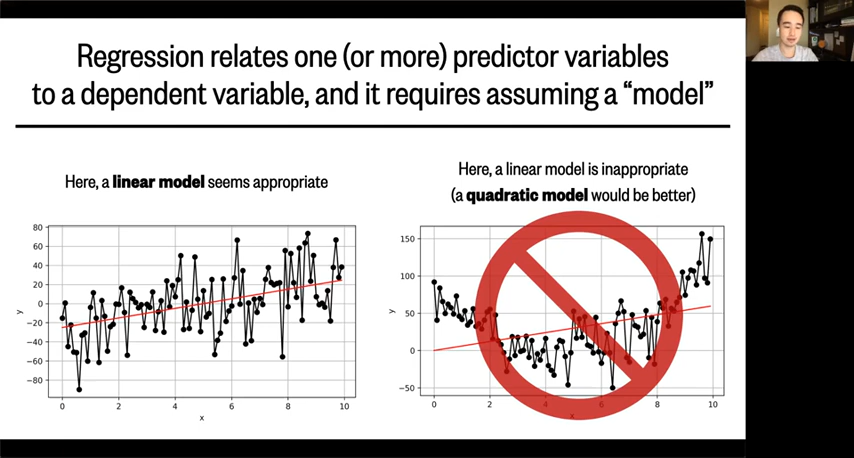 Regression relates one (or more) predictor variables
to a dependent variable, and it requires assuming a “model”
Here, a linear model seems appropriate
Here, a linear model is inappropriate
(a quadratic model would be better)
80
60
40
20
0
−20
−40
−60
−80
y
0
2
4
6
8
10
x
150
100
50
0
−50
y
0
2
4
6
8
10
x